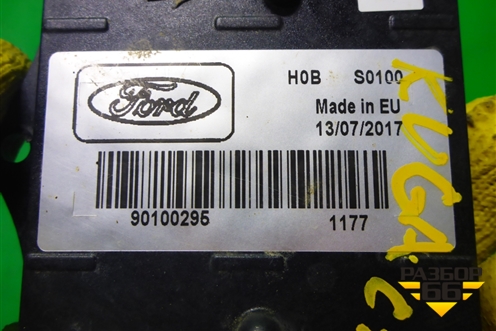 H0B S0100
Ford
Made in EU
13/07/2017
90100295 1177
KUGA
РАЗБОР
66